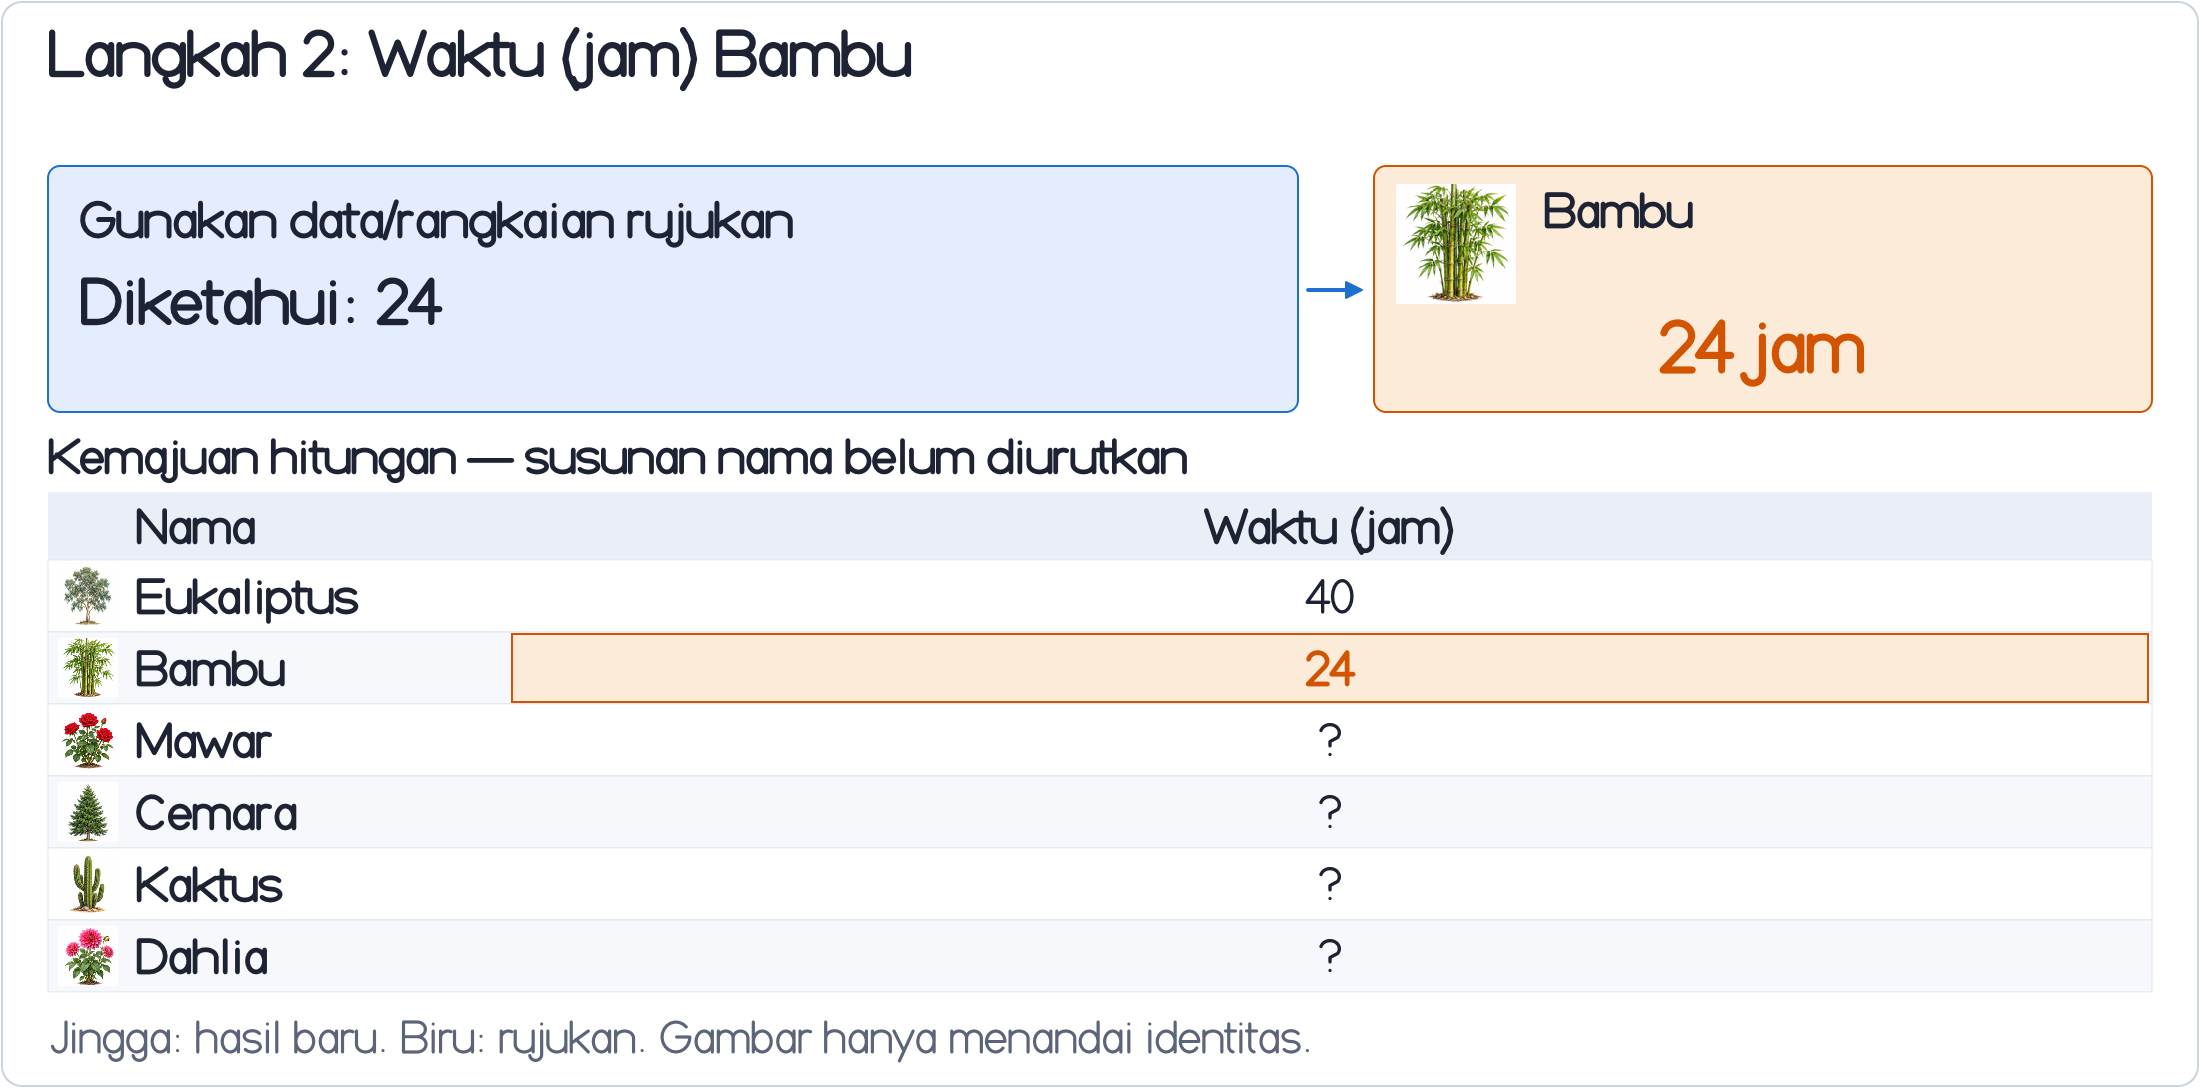 Langkah 2: Waktu (jam) Bambu
Gunakan data/rangkaian rujukan
Diketahui: 24
Bambu
24 jam
Kemajuan hitungan — susunan nama belum diurutkan
Nama Waktu (jam)
Eukaliptus 40
Bambu 24
Mawar ?
Cemara ?
Kaktus ?
Dahlia ?
Jingga: hasil baru. Biru: rujukan. Gambar hanya menandai identitas.